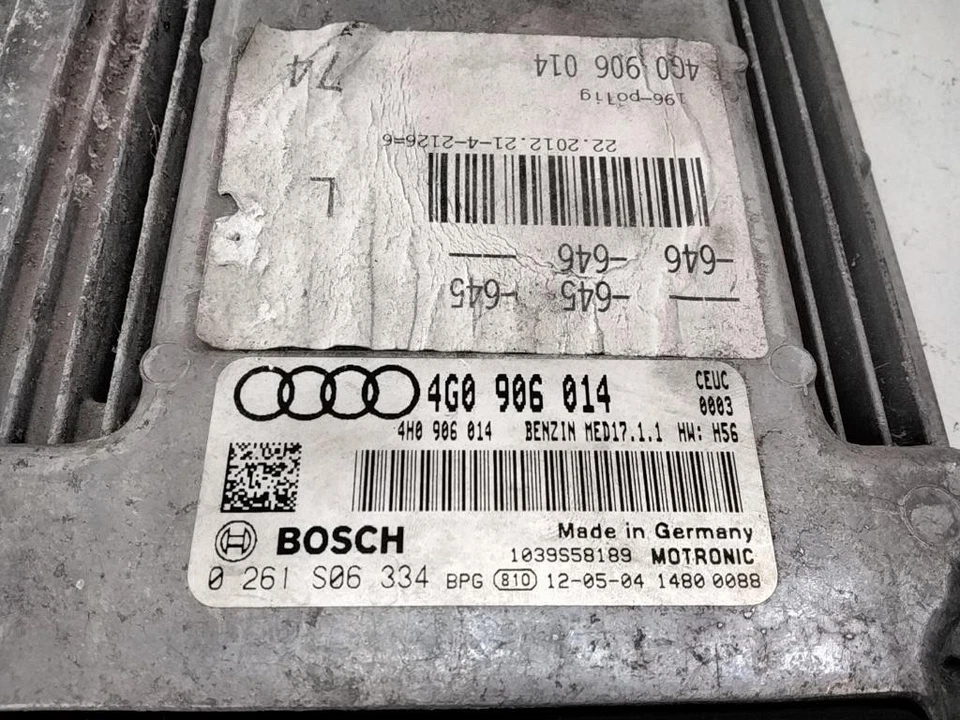 4G0 906 014
74
196-polig
22.2012.21-4-2126=6
L
-646 -646 ——
—— -645 -645
4G0 906 014 CEUC
0003
4H0 906 014 BENZIN MED17.1.1 HW: H56
BOSCH
Made in Germany
1039S58189 MOTRONIC
0 261 S06 334 BPG 810 12-05-04 1480 0088